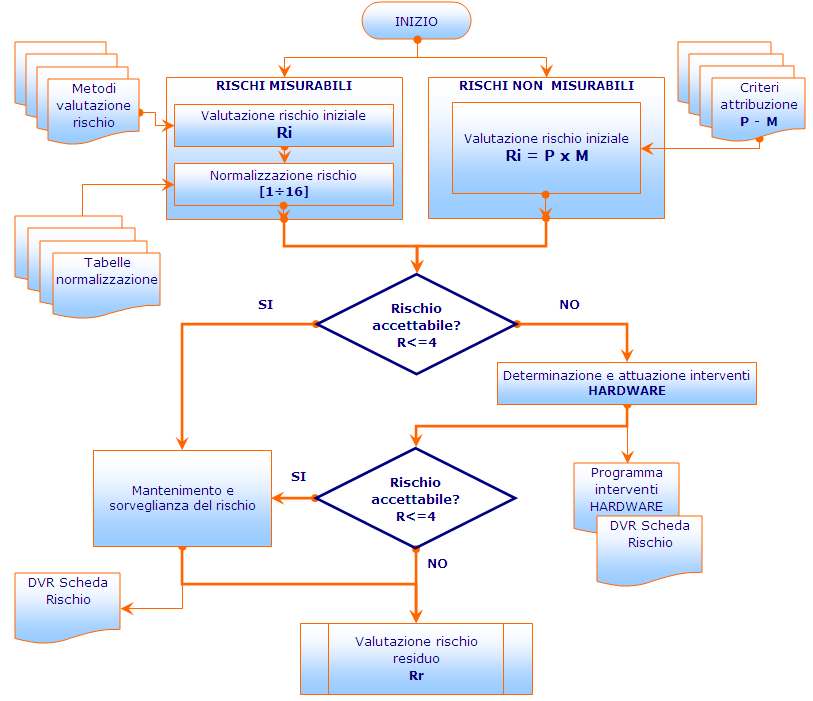 INIZIO
RISCHI MISURABILI
RISCHI NON MISURABILI
Metodi
valutazione
rischio
Valutazione rischio iniziale
Ri
Normalizzazione rischio
[1÷16]
Valutazione rischio iniziale
Ri = P x M
Criteri
attribuzione
P - M
Tabelle
normalizzazione
SI
Rischio
accettabile?
R<=4
NO
Determinazione e attuazione interventi
HARDWARE
Mantenimento e
sorveglianza del rischio
SI
Rischio
accettabile?
R<=4
NO
Programma
interventi
HARDWARE
DVR Scheda
Rischio
DVR Scheda
Rischio
Valutazione rischio
residuo
Rr